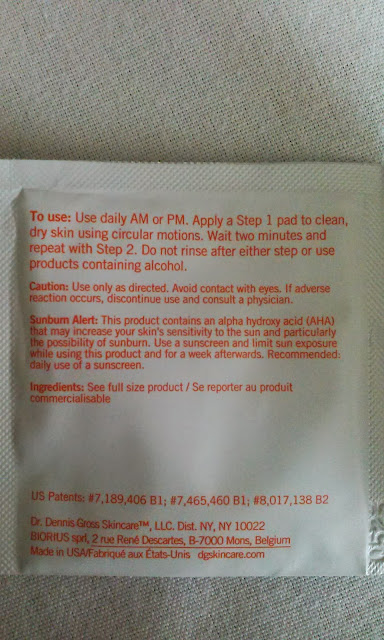 To use: Use daily AM or PM. Apply a Step 1 pad to clean,
dry skin using circular motions. Wait two minutes and
repeat with Step 2. Do not rinse after either step or use
products containing alcohol.
Caution: Use only as directed. Avoid contact with eyes. If adverse
reaction occurs, discontinue use and consult a physician.
Sunburn Alert: This product contains an alpha hydroxy acid (AHA)
that may increase your skin's sensitivity to the sun and particularly
the possibility of sunburn. Use a sunscreen and limit sun exposure
while using this product and for a week afterwards. Recommended:
daily use of a sunscreen.
Ingredients: See full size product / Se reporter au produit
commercialisable
US Patents: #7,189,406 B1; #7,465,460 B1; #8,017,138 B2
Dr. Dennis Gross Skincare™, LLC. Dist. NY, NY 10022
BIORIUS sprl, 2 rue René Descartes, B-7000 Mons, Belgium
Made in USA/Fabriqué aux États-Unis dgskincare.com